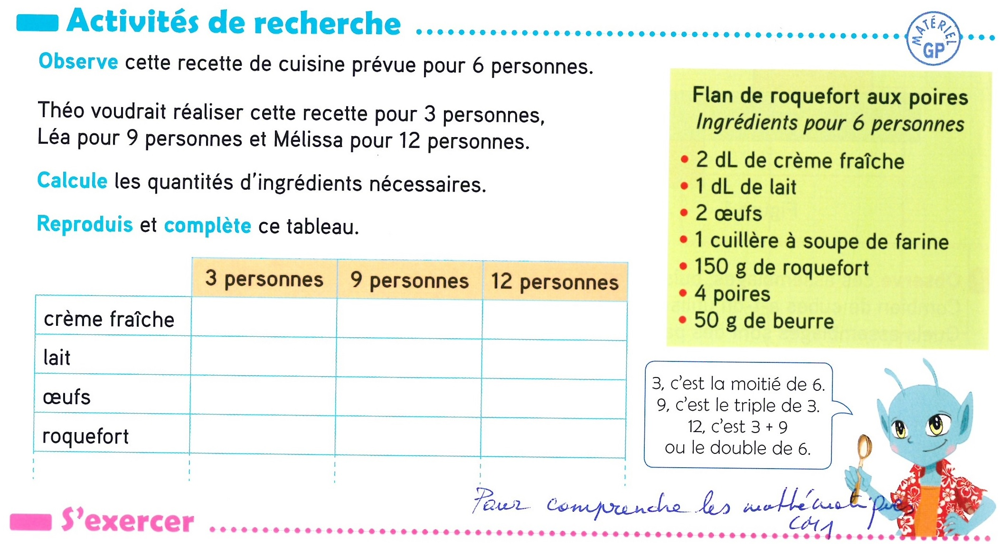 Activités de recherche
MATÉRIEL
GP
Observe cette recette de cuisine prévue pour 6 personnes.
Théo voudrait réaliser cette recette pour 3 personnes,
Léa pour 9 personnes et Mélissa pour 12 personnes.
Calcule les quantités d'ingrédients nécessaires.
Reproduis et complète ce tableau.
3 personnes 9 personnes 12 personnes
crème fraîche
lait
œufs
roquefort
Flan de roquefort aux poires
Ingrédients pour 6 personnes
• 2 dL de crème fraîche
• 1 dL de lait
• 2 œufs
• 1 cuillère à soupe de farine
• 150 g de roquefort
• 4 poires
• 50 g de beurre
3, c'est la moitié de 6.
9, c'est le triple de 3.
12, c'est 3 + 9
ou le double de 6.
Pour comprendre les mathématiques
S'exercer